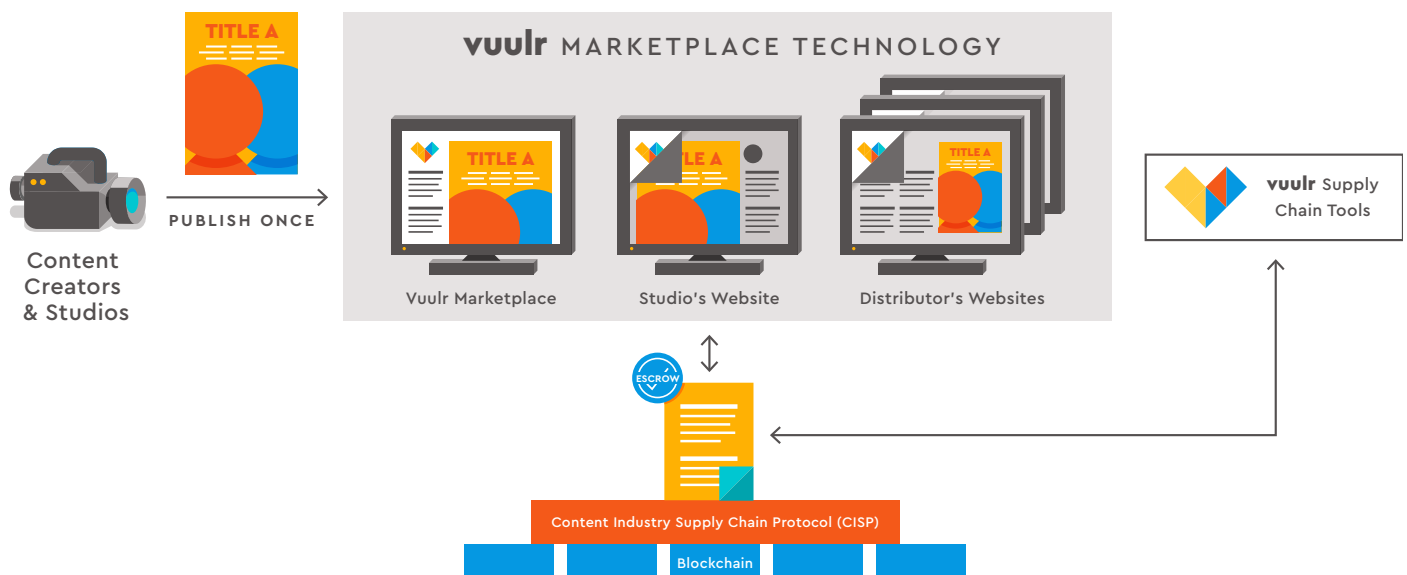 TITLE A
vuulr MARKETPLACE TECHNOLOGY
TITLE A
TITLE A
TITLE A
PUBLISH ONCE
vuulr Supply
Chain Tools
Content
Creators
& Studios
Vuulr Marketplace
Studio's Website
Distributor's Websites
ESCROW
Content Industry Supply Chain Protocol (CISP)
Blockchain